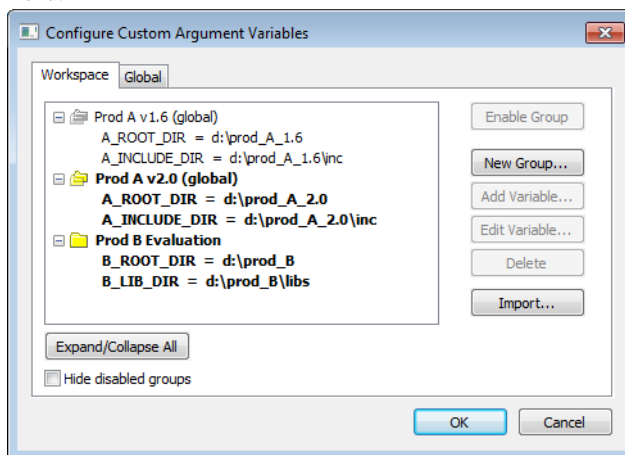 Configure Custom Argument Variables
Workspace
Global
Prod A v1.6 (global)
A_ROOT_DIR = d:\prod_A_1.6
A_INCLUDE_DIR = d:\prod_A_1.6\inc
Prod A v2.0 (global)
A_ROOT_DIR = d:\prod_A_2.0
A_INCLUDE_DIR = d:\prod_A_2.0\inc
Prod B Evaluation
B_ROOT_DIR = d:\prod_B
B_LIB_DIR = d:\prod_B\libs
Enable Group
New Group...
Add Variable...
Edit Variable...
Delete
Import...
Expand/Collapse All
Hide disabled groups
OK
Cancel